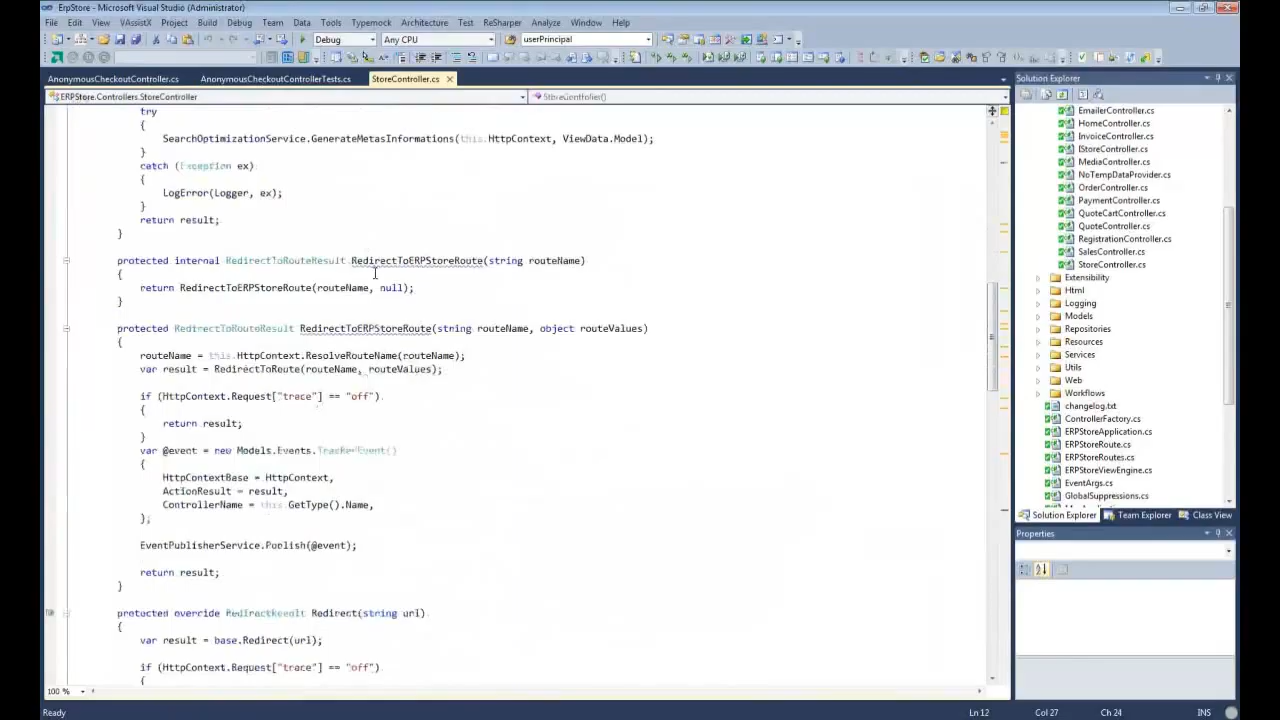 ErpStore - Microsoft Visual Studio (Administrator)
File Edit View VAssistX Project Build Debug Team Data Tools Typemock Architecture Test ReSharper Analyze Window Help
Debug Any CPU userPrincipal
AnonymousCheckoutController.cs AnonymousCheckoutControllerTests.cs StoreController.cs
ERPStore.Controllers.StoreController StoreController()
try
{
SearchOptimizationService.GenerateMetasInformations(this.HttpContext, ViewData.Model);
}
catch (Exception ex)
{
LogError(Logger, ex);
}
return result;
}
protected internal RedirectToRouteResult RedirectToERPStoreRoute(string routeName)
{
return RedirectToERPStoreRoute(routeName, null);
}
protected RedirectToRouteResult RedirectToERPStoreRoute(string routeName, object routeValues)
{
routeName = this.HttpContext.ResolveRouteName(routeName);
var result = RedirectToRoute(routeName, routeValues);
if (HttpContext.Request["trace"] == "off")
{
return result;
}
var @event = new Models.Events.TrackerEvent()
{
HttpContextBase = HttpContext,
ActionResult = result,
ControllerName = this.GetType().Name,
};
EventPublisherService.Publish(@event);
return result;
}
protected override RedirectResult Redirect(string url)
{
var result = base.Redirect(url);
if (HttpContext.Request["trace"] == "off")
{
100 %
Solution Explorer
EmailerController.cs
HomeController.cs
InvoiceController.cs
IStoreController.cs
MediaController.cs
NoTempDataProvider.cs
OrderController.cs
PaymentController.cs
QuoteCartController.cs
QuoteController.cs
RegistrationController.cs
SalesController.cs
StoreController.cs
Extensibility
Html
Logging
Models
Repositories
Resources
Services
Utils
Web
Workflows
changelog.txt
ControllerFactory.cs
ERPStoreApplication.cs
ERPStoreRoute.cs
ERPStoreRoutes.cs
ERPStoreViewEngine.cs
EventArgs.cs
GlobalSuppressions.cs
Solution Explorer Team Explorer Class View
Properties
Ready Ln 12 Col 27 Ch 24 INS